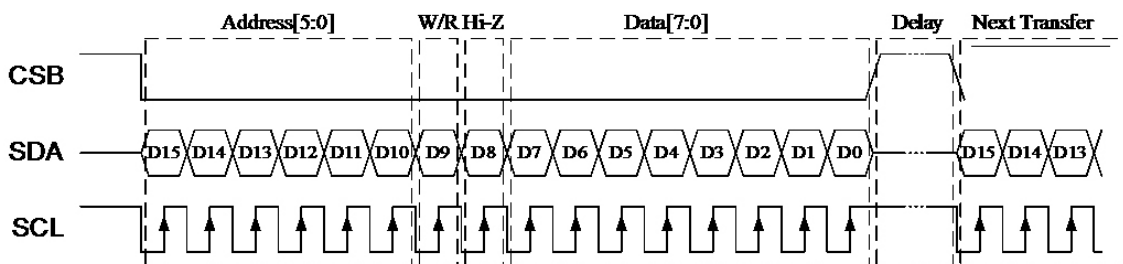 Address[5:0] W/R Hi-Z Data[7:0] Delay Next Transfer
CSB
SDA D15 D14 D13 D12 D11 D10 D9 D8 D7 D6 D5 D4 D3 D2 D1 D0 D15 D14 D13
SCL